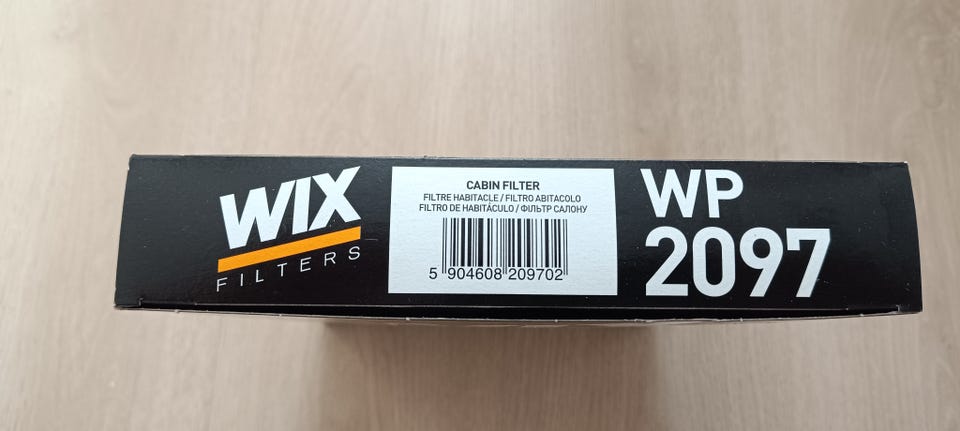 WIX
FILTERS
CABIN FILTER
FILTRE HABITACLE / FILTRO ABITACOLO
FILTRO DE HABITÁCULO / ФІЛЬТР САЛОНУ
5 904608 209702
WP
2097